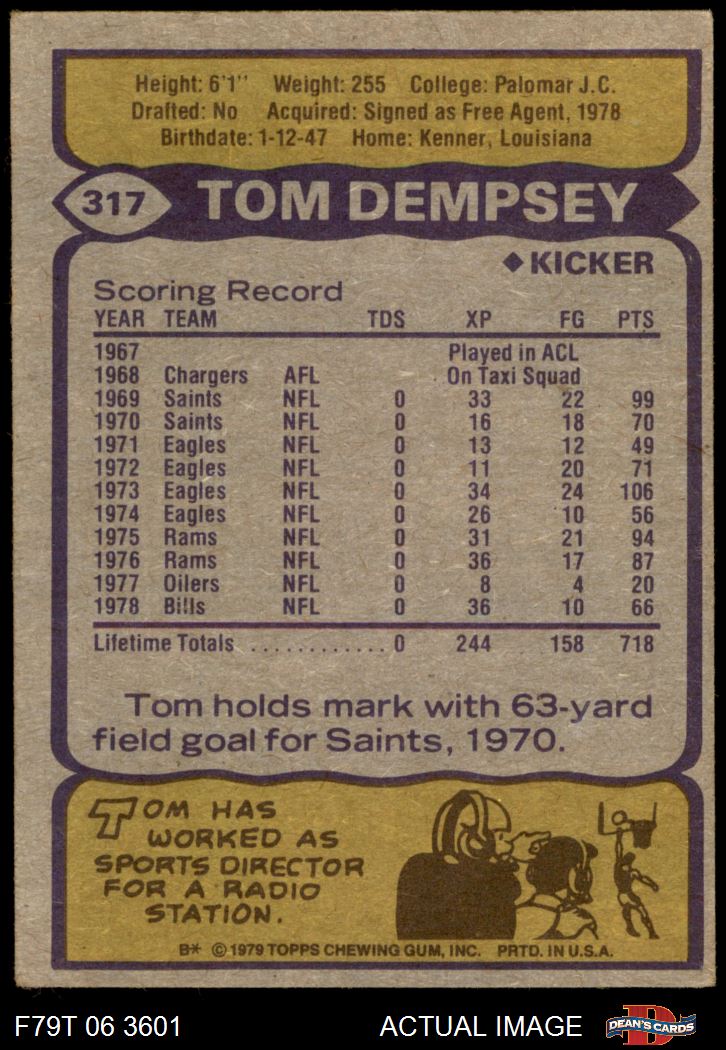 Height: 6'1" Weight: 255 College: Palomar J.C.
Drafted: No Acquired: Signed as Free Agent, 1978
Birthdate: 1-12-47 Home: Kenner, Louisiana
317 TOM DEMPSEY
◆ KICKER
Scoring Record
YEAR TEAM TDS XP FG PTS
1967 Played in ACL
1968 Chargers AFL On Taxi Squad
1969 Saints NFL 0 33 22 99
1970 Saints NFL 0 16 18 70
1971 Eagles NFL 0 13 12 49
1972 Eagles NFL 0 11 20 71
1973 Eagles NFL 0 34 24 106
1974 Eagles NFL 0 26 10 56
1975 Rams NFL 0 31 21 94
1976 Rams NFL 0 36 17 87
1977 Oilers NFL 0 8 4 20
1978 Bills NFL 0 36 10 66
Lifetime Totals ............ 0 244 158 718
Tom holds mark with 63-yard
field goal for Saints, 1970.
TOM HAS
WORKED AS
SPORTS DIRECTOR
FOR A RADIO
STATION.
B* © 1979 TOPPS CHEWING GUM, INC. PRTD. IN U.S.A.
F79T 06 3601 ACTUAL IMAGE D DEAN'S CARDS